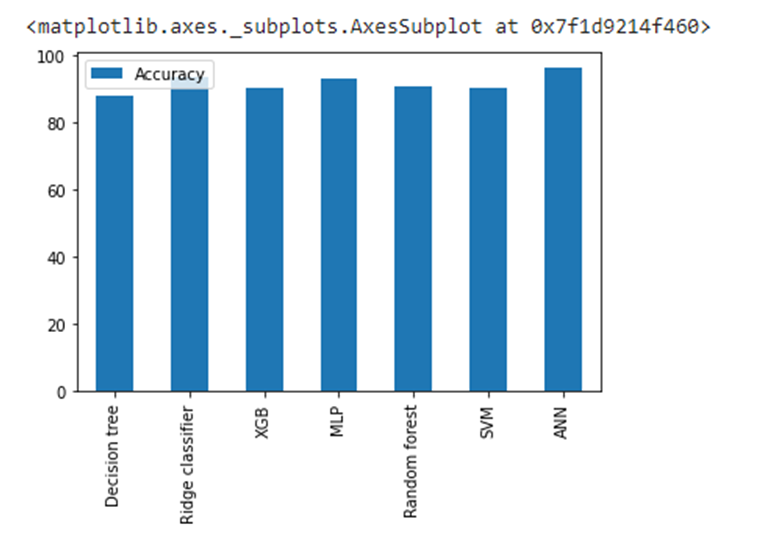 <matplotlib.axes._subplots.AxesSubplot at 0x7f1d9214f460>
Accuracy
100
80
60
40
20
0
Decision tree
Ridge classifier
XGB
MLP
Random forest
SVM
ANN